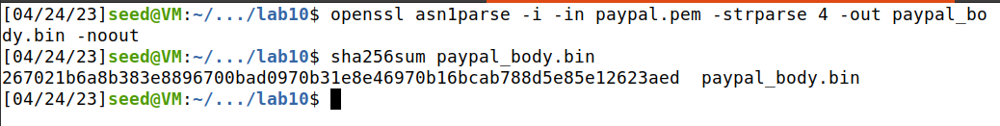 [04/24/23]seed@VM:~/.../lab10$ openssl asn1parse -i -in paypal.pem -strparse 4 -out paypal_bo
dy.bin -noout
[04/24/23]seed@VM:~/.../lab10$ sha256sum paypal_body.bin
267021b6a8b383e8896700bad0970b31e8e46970b16bcab788d5e85e12623aed  paypal_body.bin
[04/24/23]seed@VM:~/.../lab10$